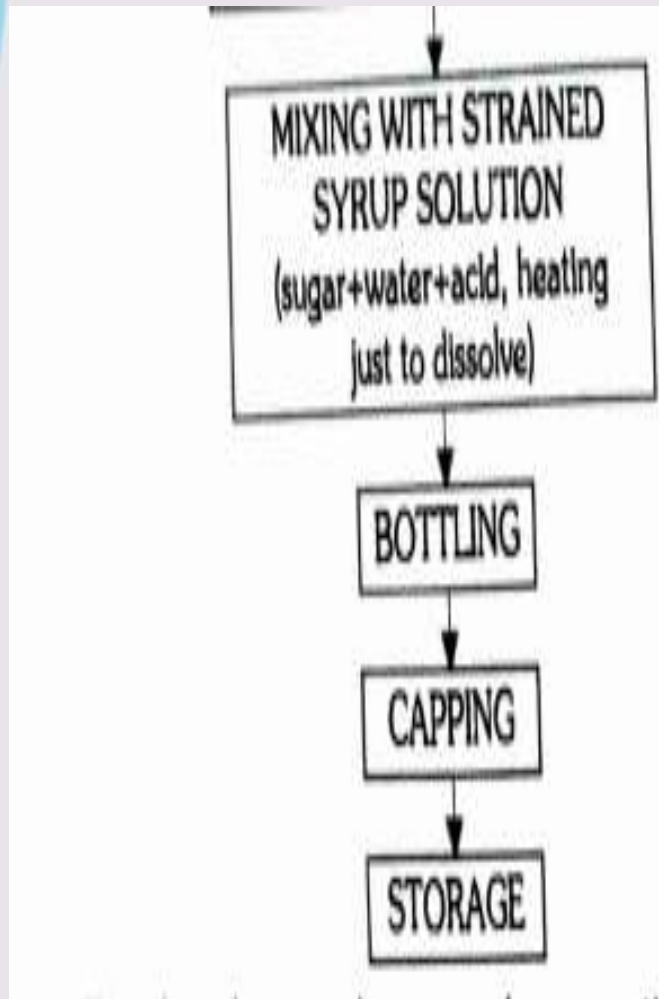 MIXING WITH STRAINED
SYRUP SOLUTION
(sugar+water+acid, heating
just to dissolve)
BOTTLING
CAPPING
STORAGE